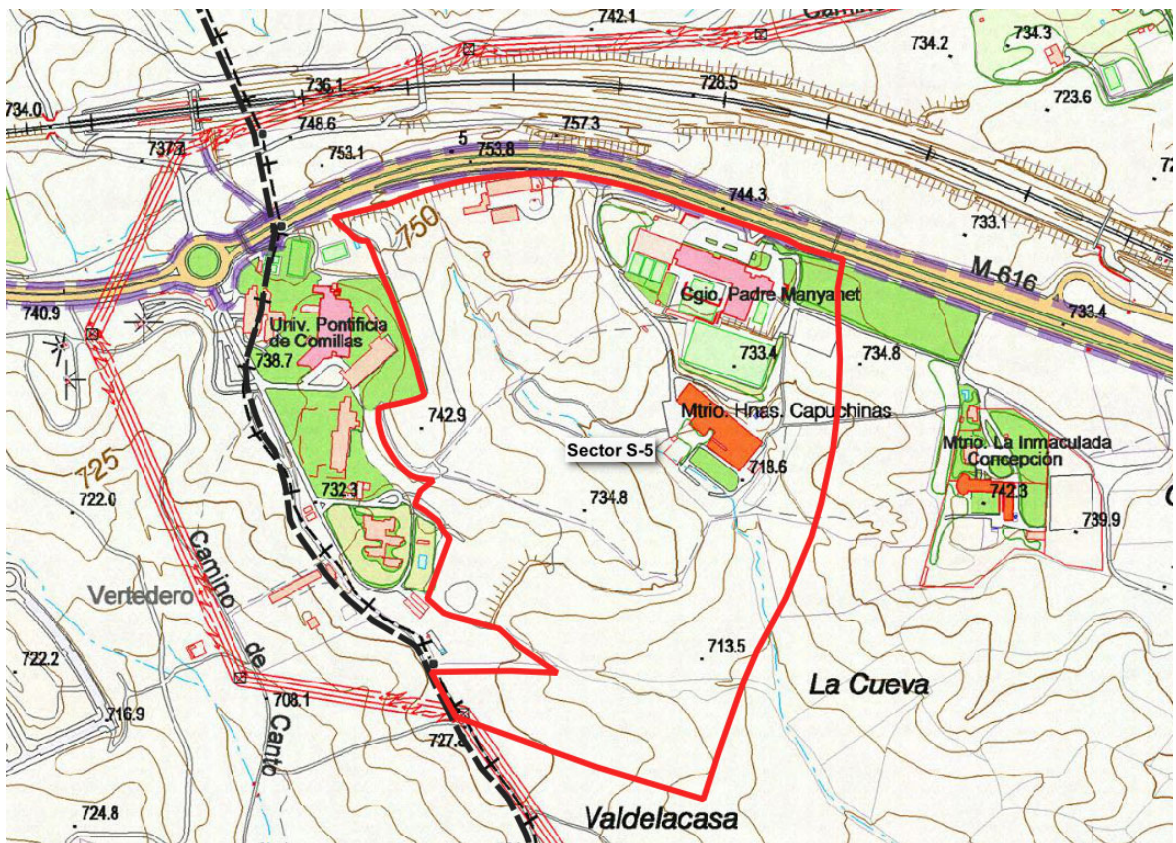 742.1
734.2
734.3
723.6
734.0
736.1
728.5
748.6
757.3
737.7
5
753.1
753.8
744.3
733.1
750
M-616
740.9
733.4
Univ. Pontificia
de Comillas
738.7
Cgio. Padre Manyanet
733.4
734.8
742.9
Mtrio. Hnas. Capuchinas
Mtrio. La Inmaculada
Concepción
Sector S-5
718.6
725
722.0
732.3
734.8
742.3
739.9
Camino
de
Canto
Vertedero
722.2
713.5
La Cueva
708.1
716.9
727.8
724.8
Valdelacasa